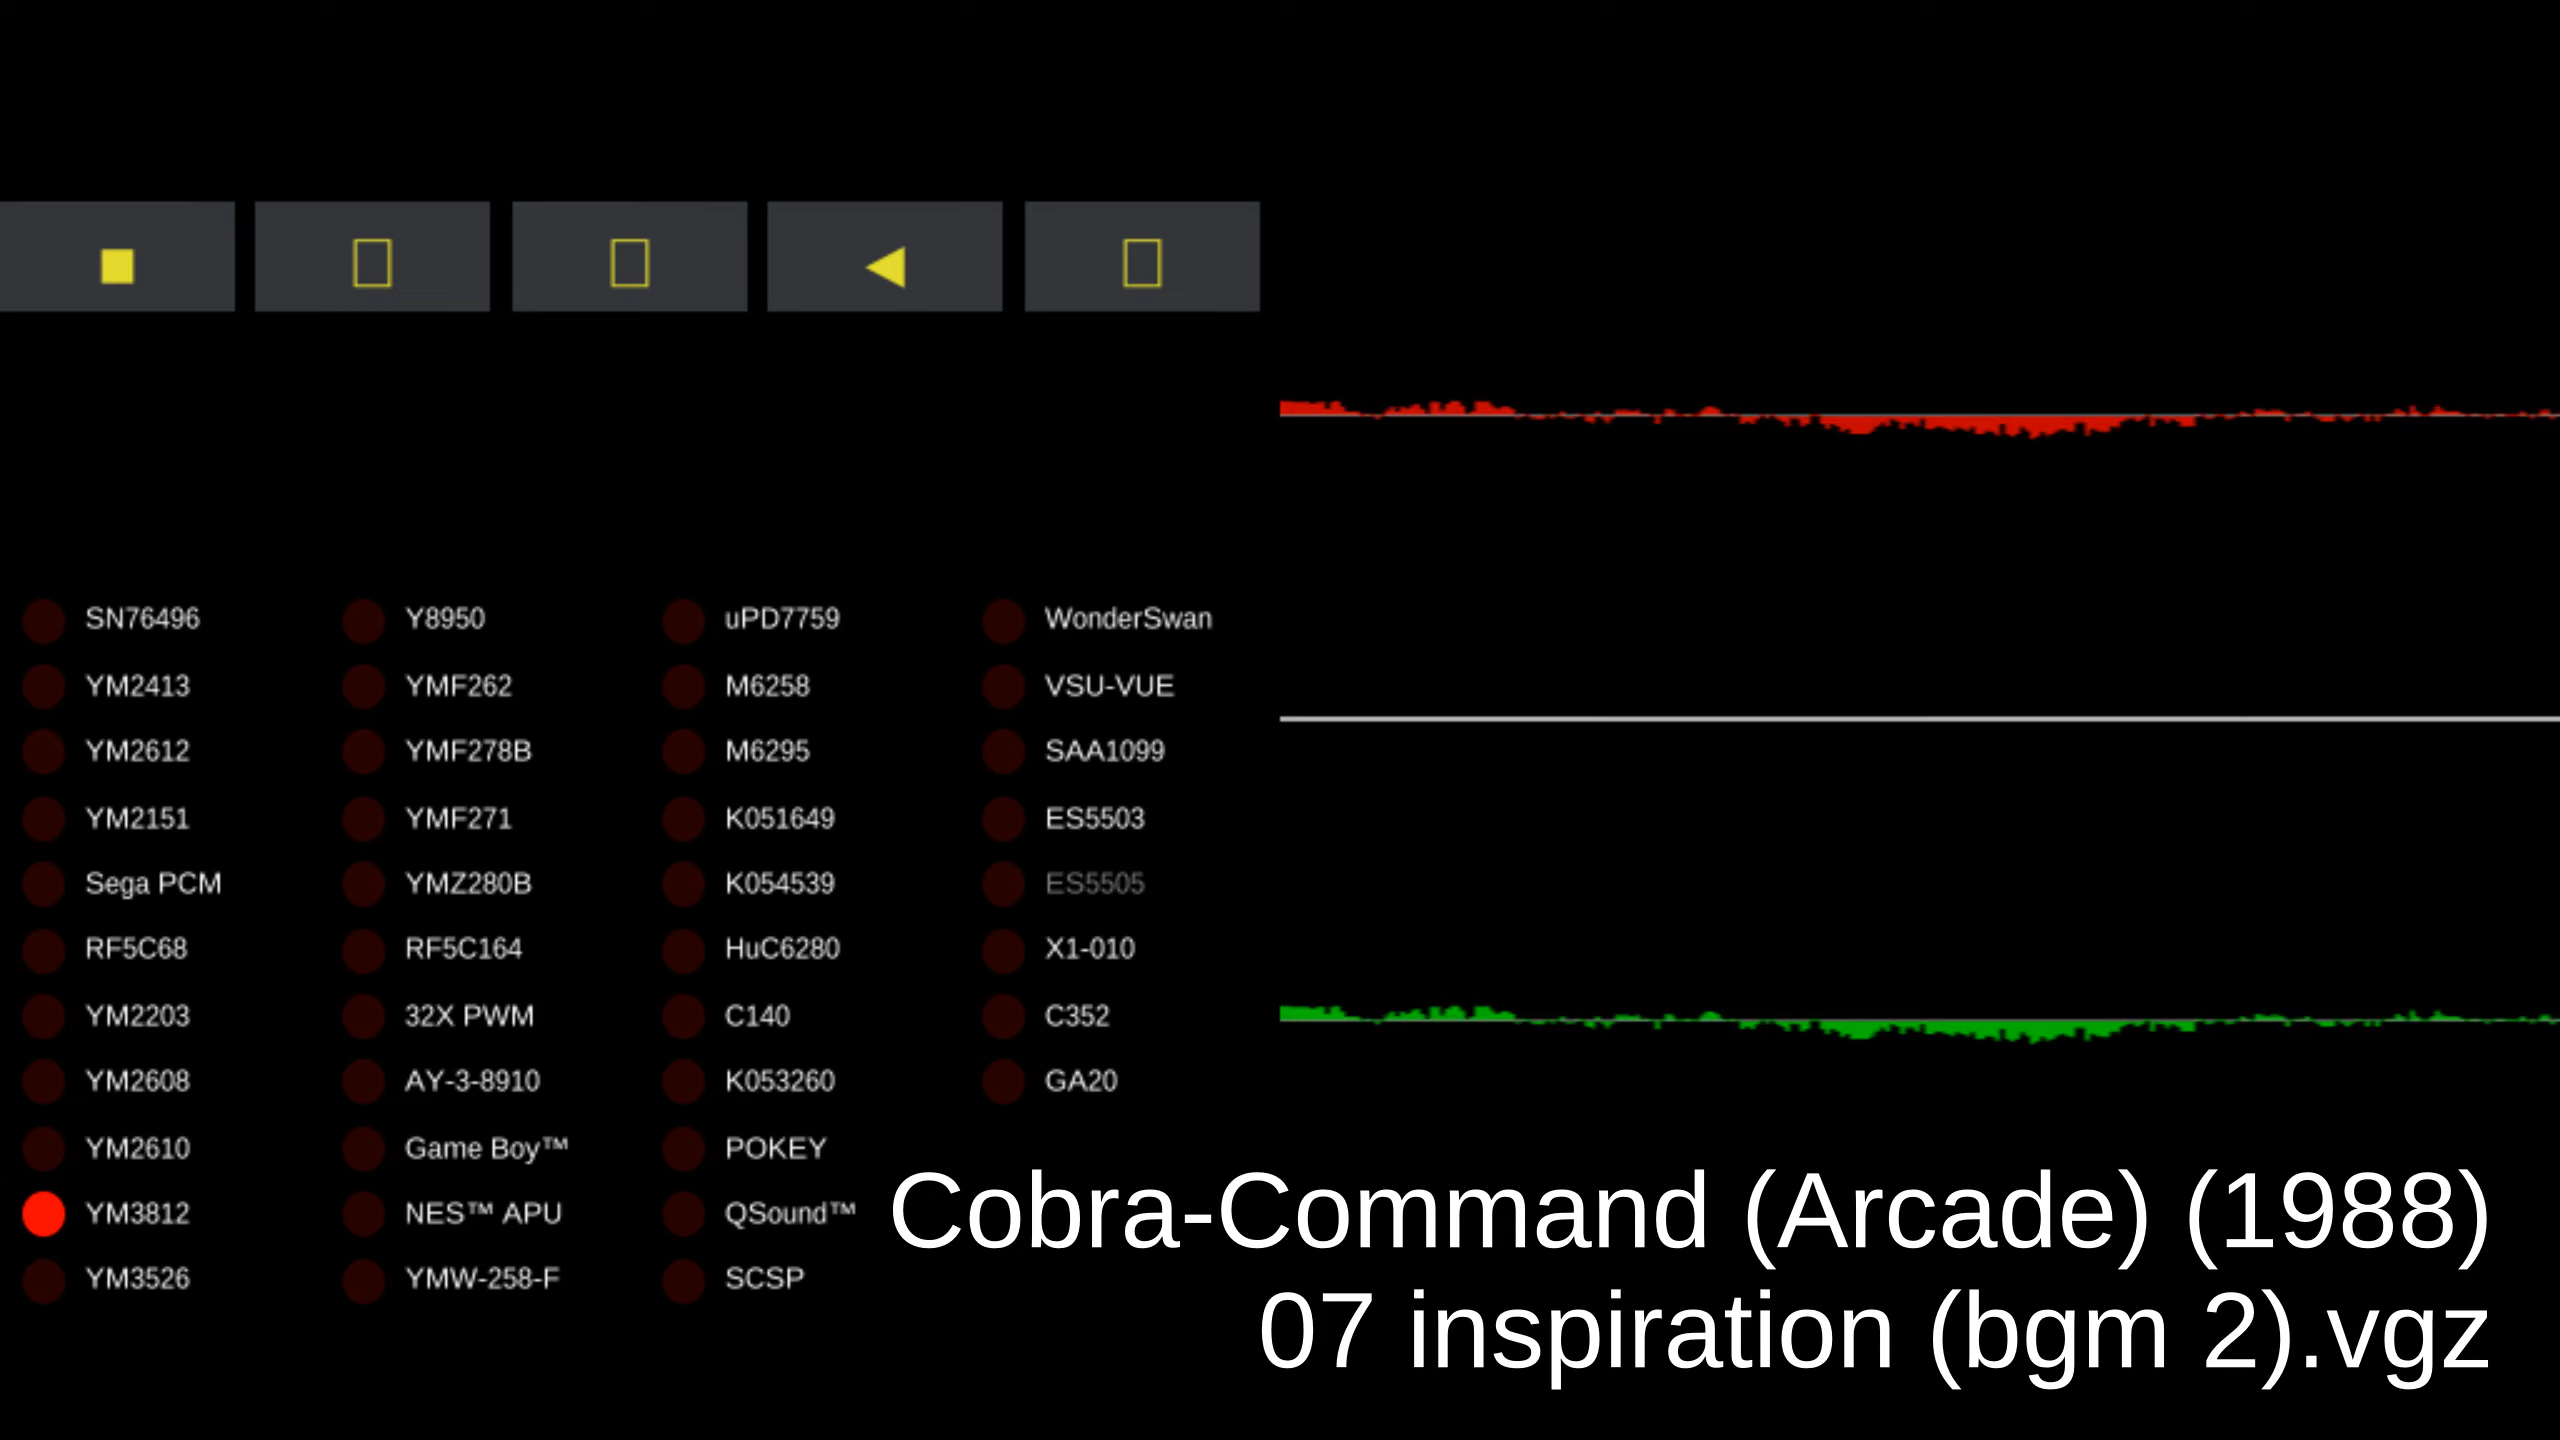 SN76496
YM2413
YM2612
YM2151
Sega PCM
RF5C68
YM2203
YM2608
YM2610
YM3812
YM3526
Y8950
YMF262
YMF278B
YMF271
YMZ280B
RF5C164
32X PWM
AY-3-8910
Game Boy™
NES™ APU
YMW-258-F
uPD7759
M6258
M6295
K051649
K054539
HuC6280
C140
K053260
POKEY
QSound™
SCSP
WonderSwan
VSU-VUE
SAA1099
ES5503
ES5505
X1-010
C352
GA20
Cobra-Command (Arcade) (1988)
07 inspiration (bgm 2).vgz